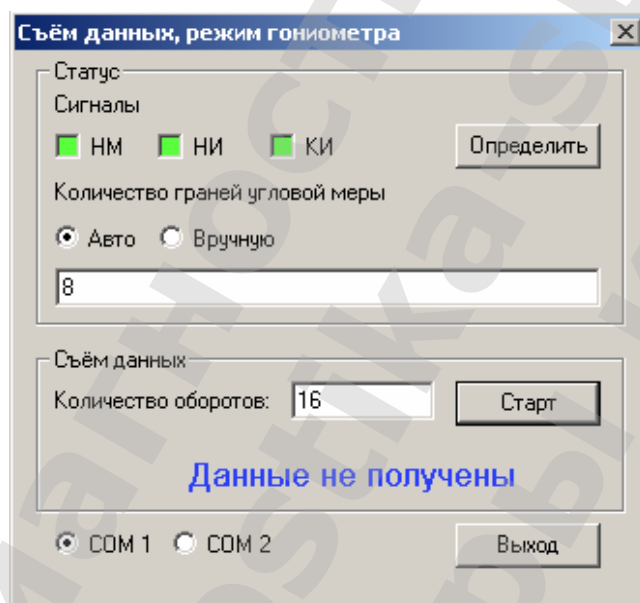 Съём данных, режим гониометра
Статус
Сигналы
НМ НИ КИ Определить
Количество граней угловой меры
Авто Вручную
8
Съём данных
Количество оборотов: 16 Старт
Данные не получены
COM 1 COM 2 Выход